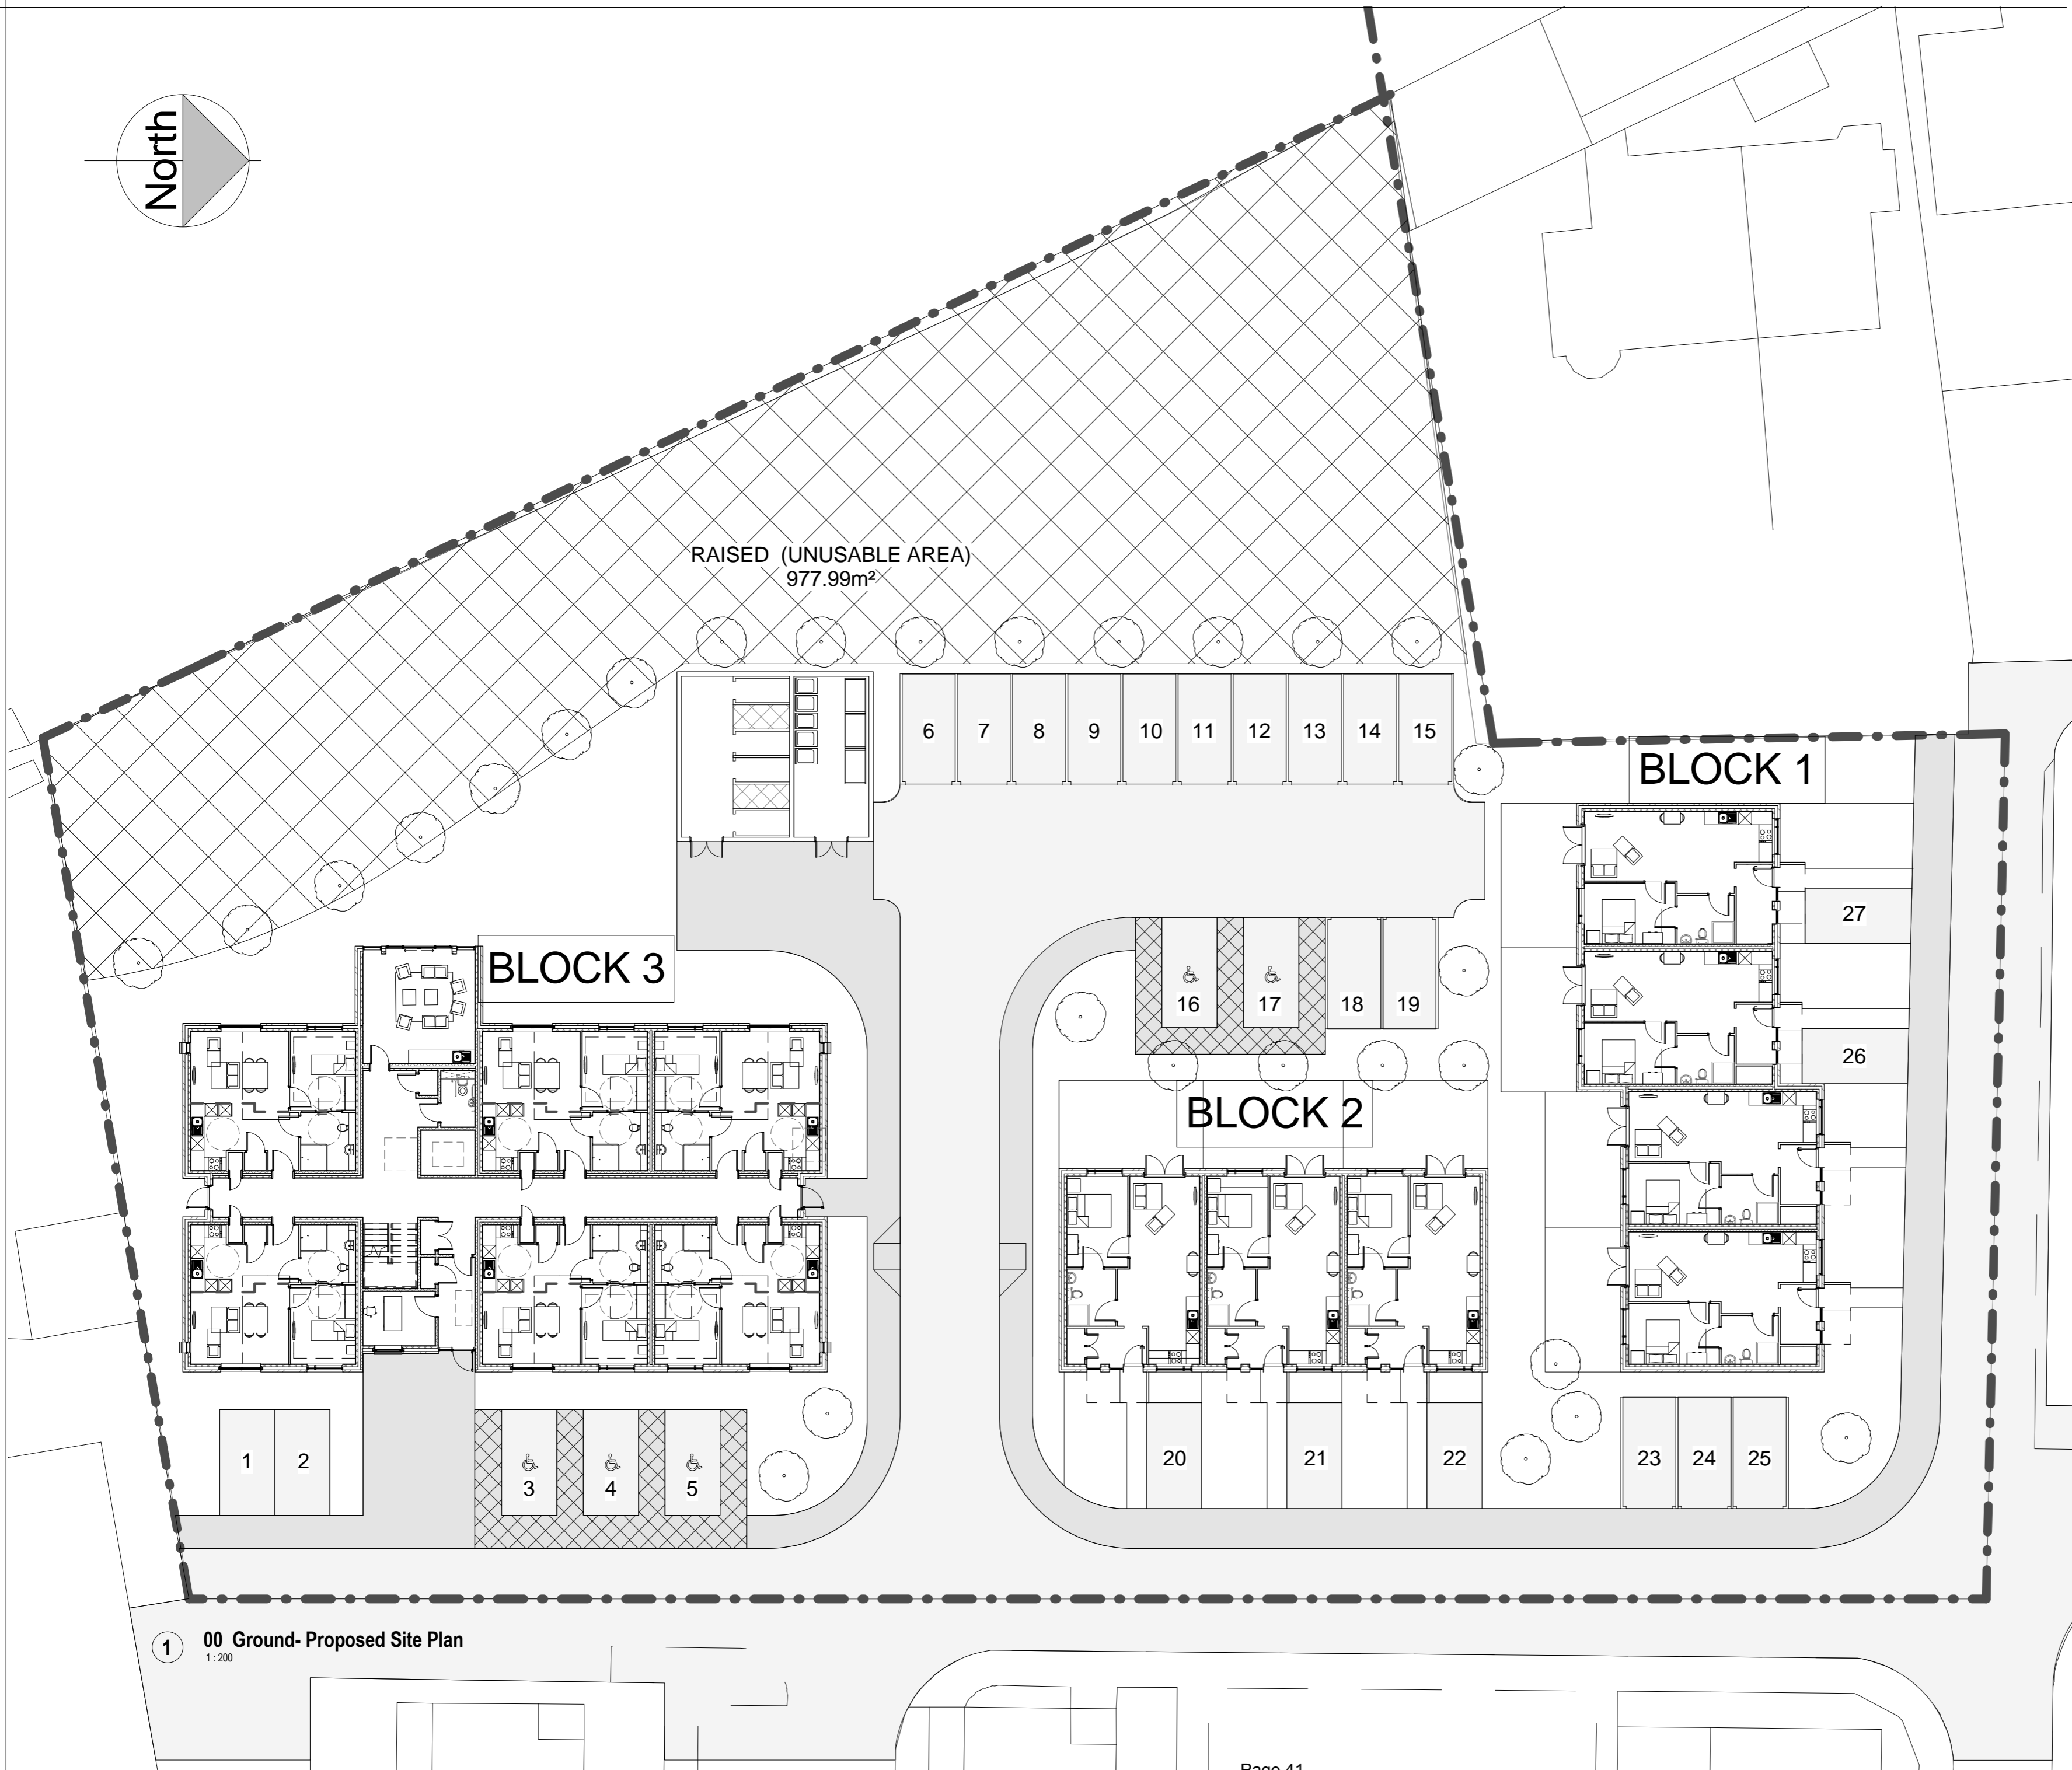 North
RAISED (UNUSABLE AREA)
977.99m²
6 7 8 9 10 11 12 13 14 15
BLOCK 1
27
BLOCK 3
16 17 18 19
26
BLOCK 2
1 2
3 4 5
20 21 22
23 24 25
1
00 Ground- Proposed Site Plan
1 : 200
Page 41